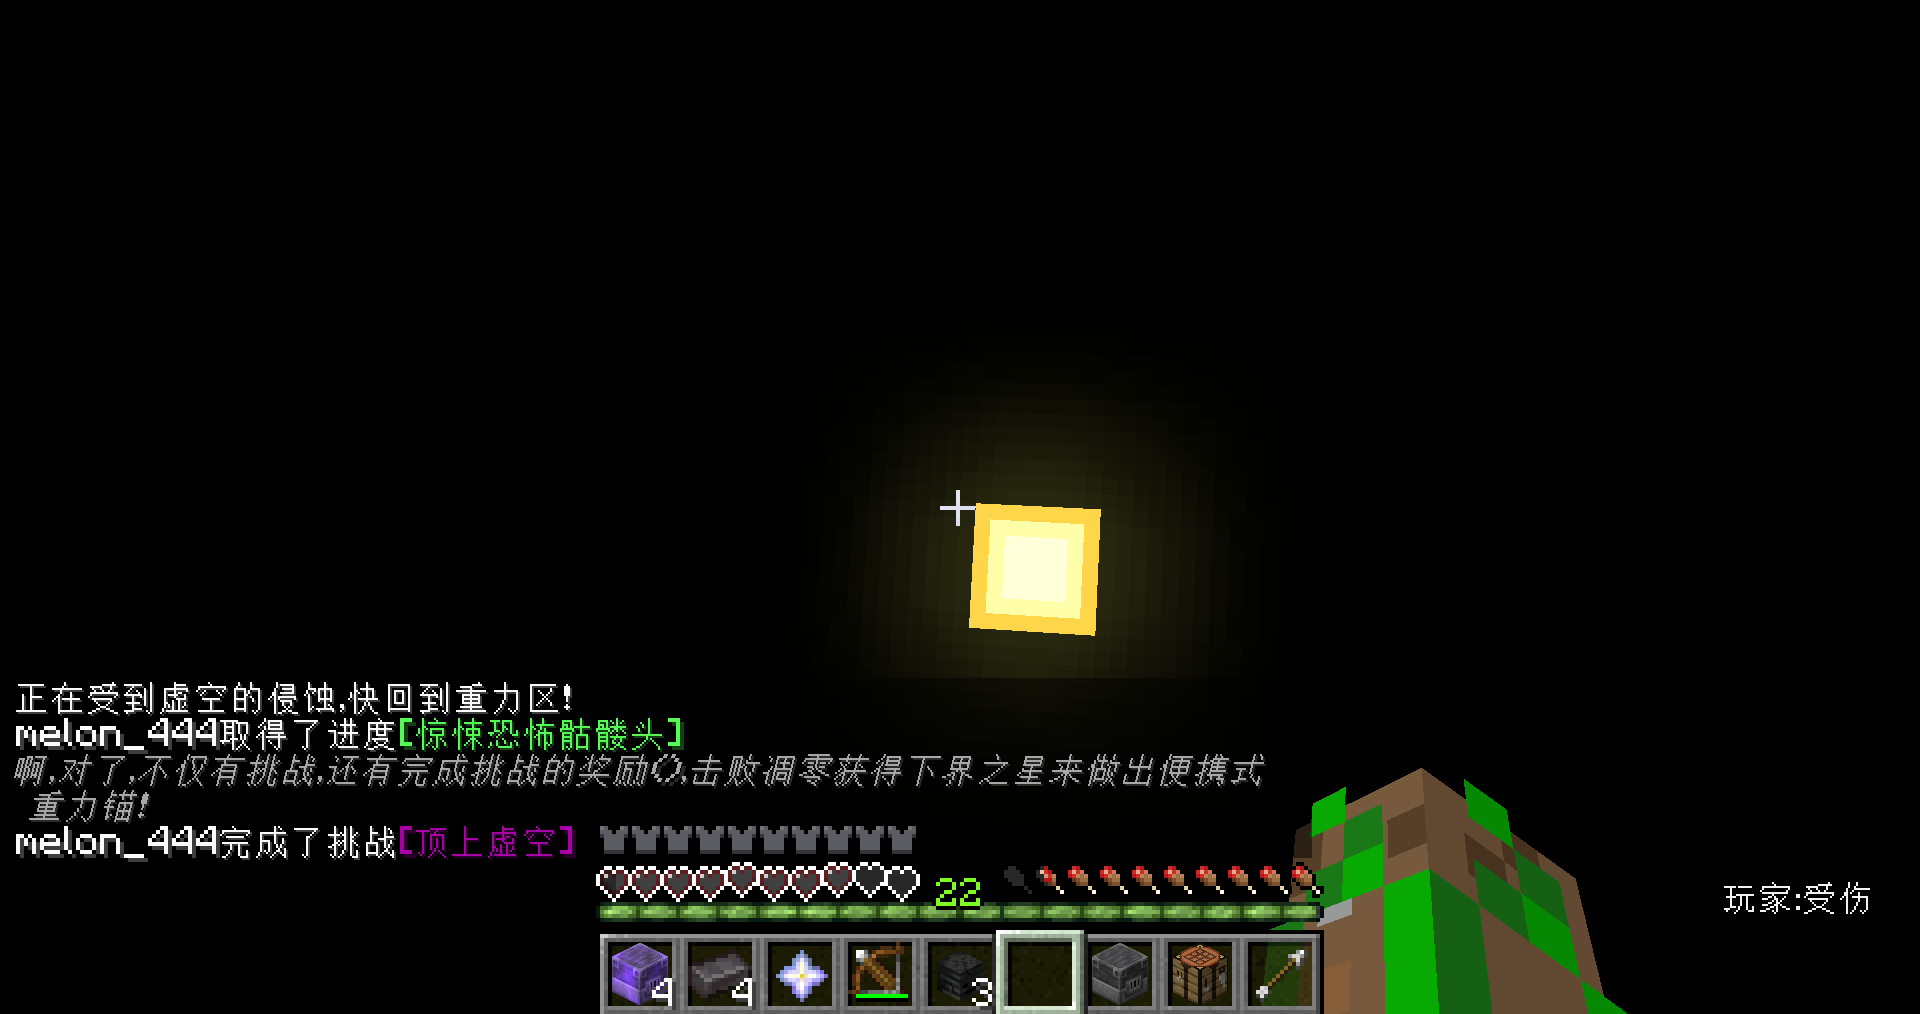 正在受到虚空的侵蚀,快回到重力区!
melon_444取得了进度[惊悚恐怖骷髅头]
啊,对了,不仅有挑战,还有完成挑战的奖励,击败凋零获得下界之星来做出便携式
重力锚!
melon_444完成了挑战[顶上虚空]
22
玩家:受伤
4
4
3